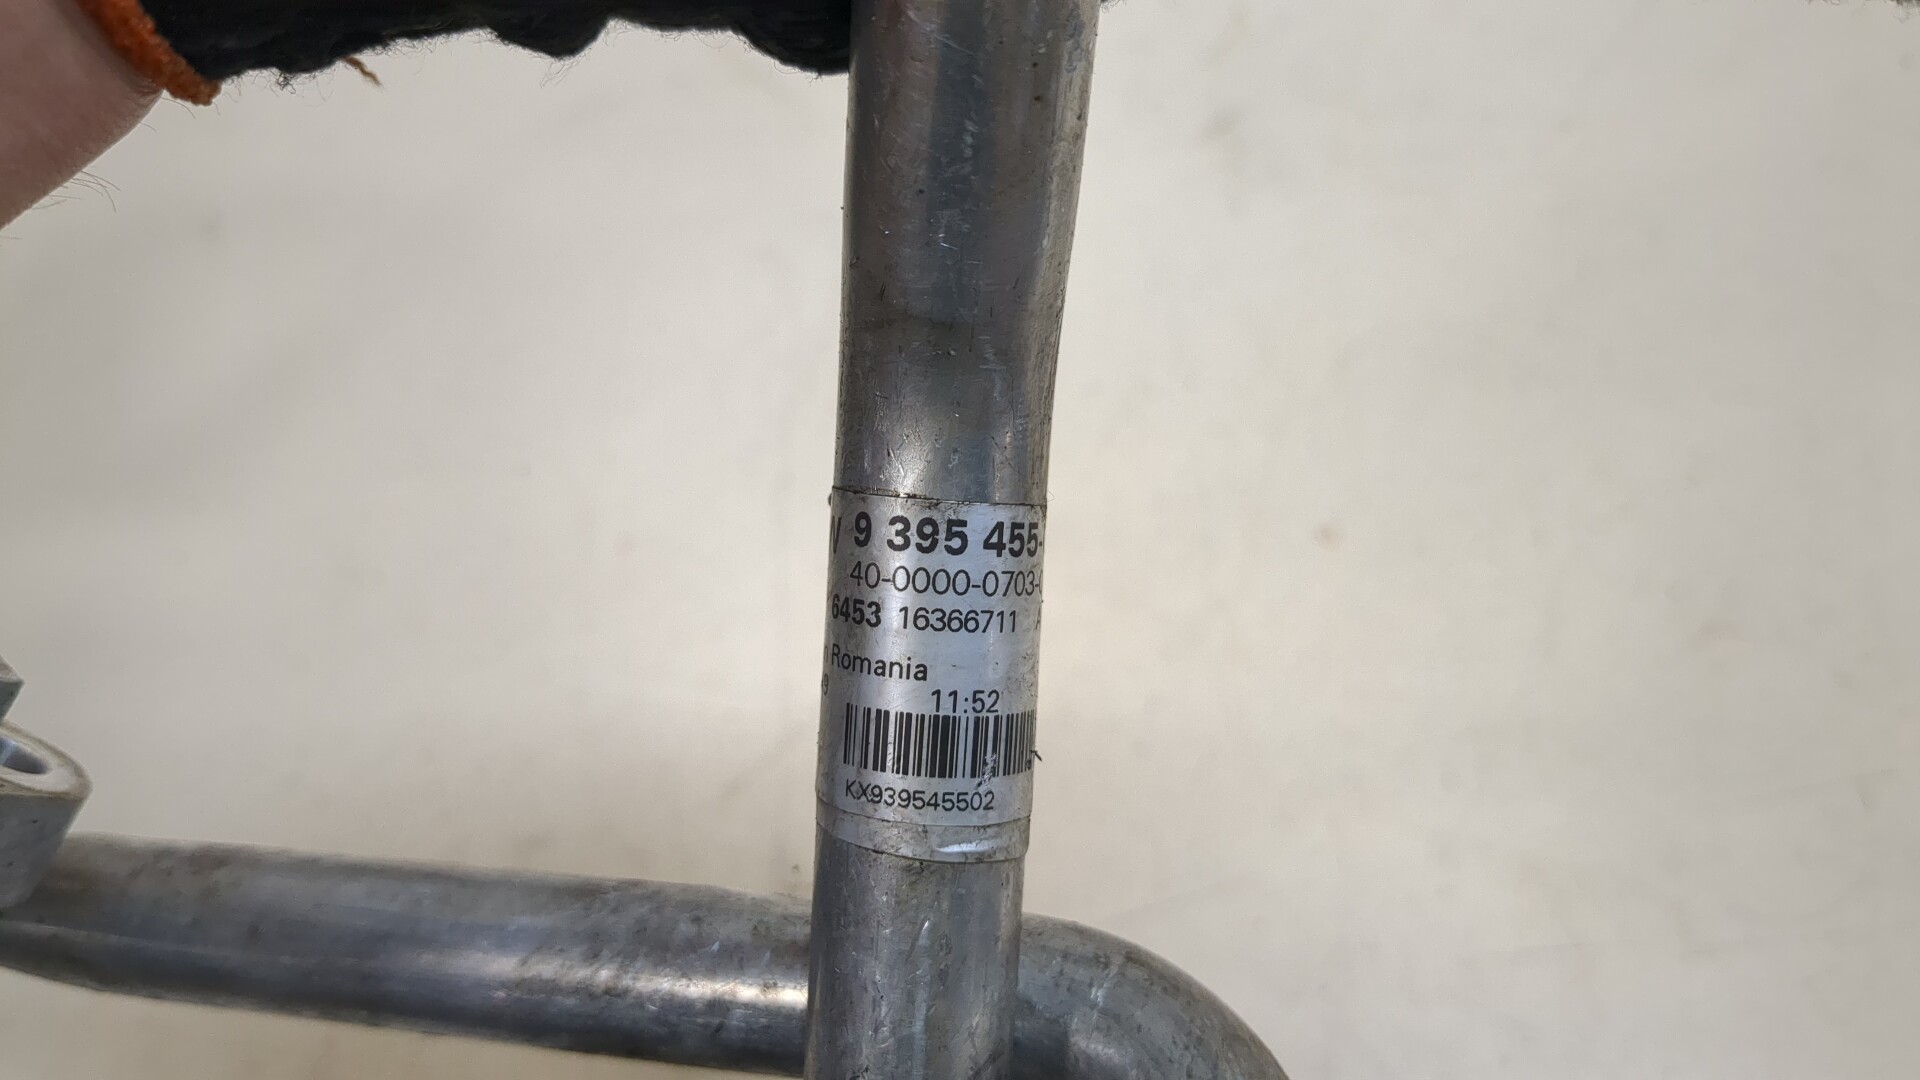 9 395 455-
40-0000-0703-
6453 16366711 A
n Romania
11:52
KX939545502